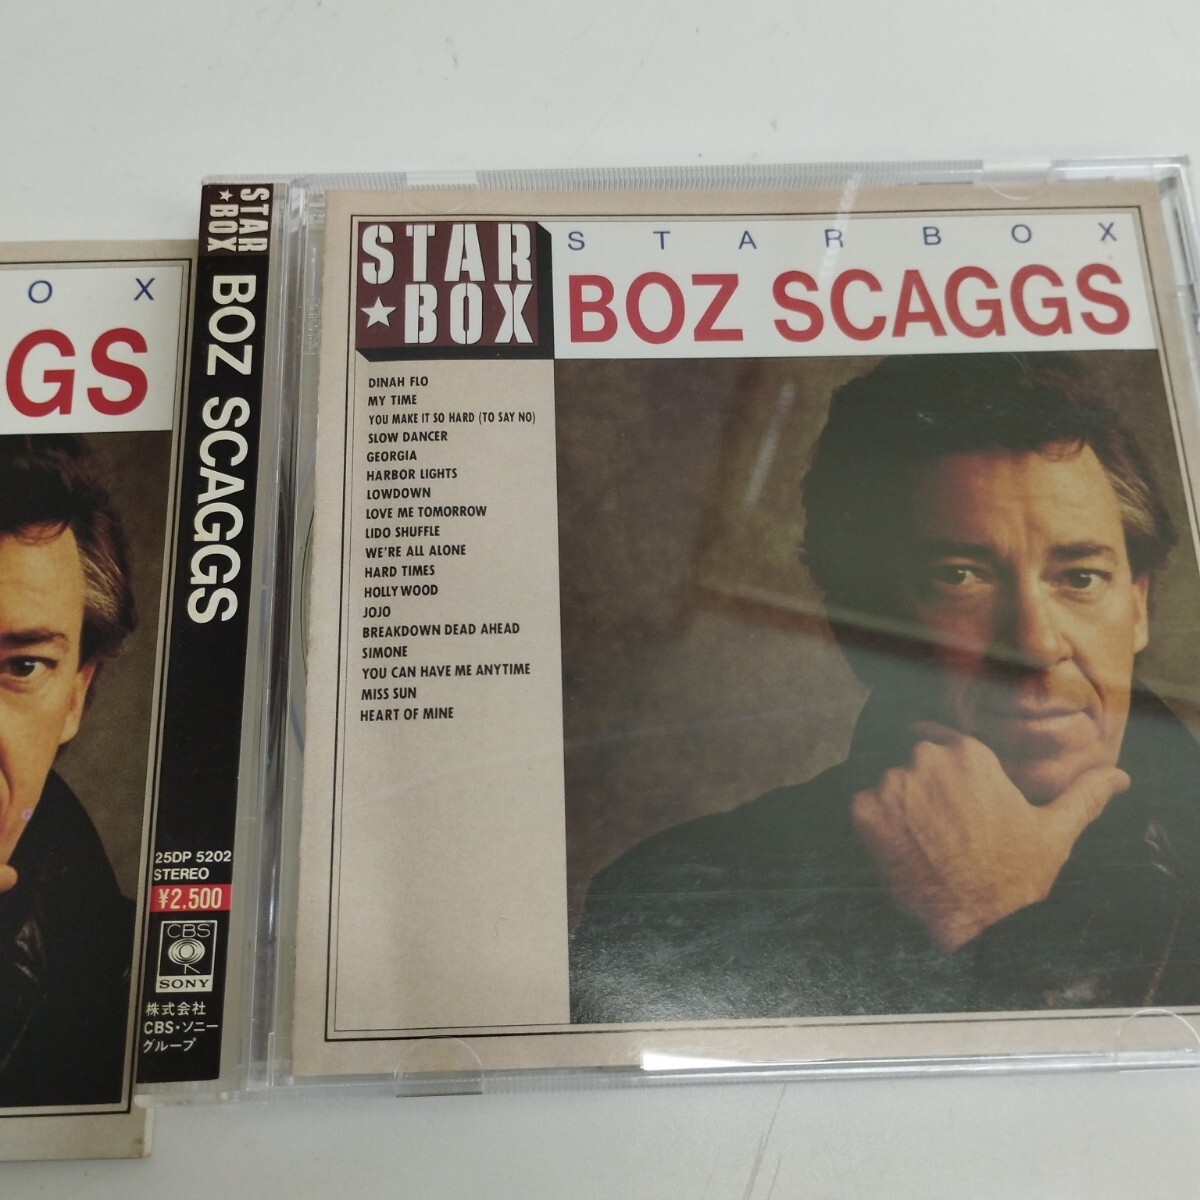 O X
GS
STAR
★BOX
BOZ SCAGGS
25DP 5202
STEREO
¥2,500
CBS
SONY
株式会社
CBS・ソニー
グループ
STAR
★BOX
STAR BOX
BOZ SCAGGS
DINAH FLO
MY TIME
YOU MAKE IT SO HARD (TO SAY NO)
SLOW DANCER
GEORGIA
HARBOR LIGHTS
LOWDOWN
LOVE ME TOMORROW
LIDO SHUFFLE
WE'RE ALL ALONE
HARD TIMES
HOLLYWOOD
JOJO
BREAKDOWN DEAD AHEAD
SIMONE
YOU CAN HAVE ME ANYTIME
MISS SUN
HEART OF MINE